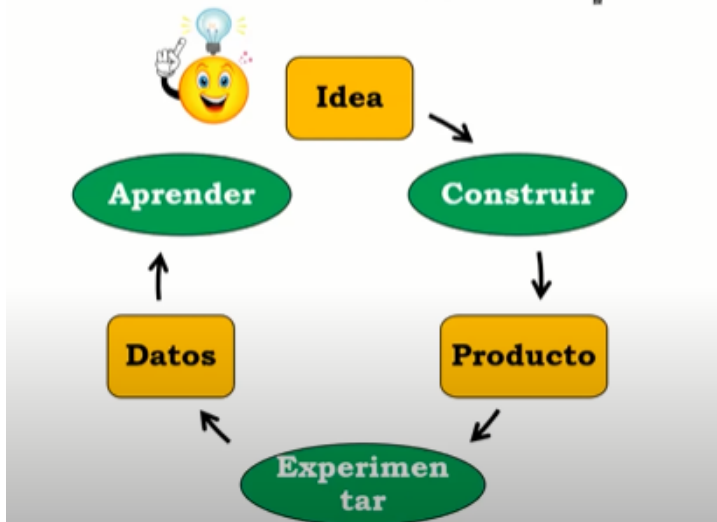 Idea
Aprender
Construir
Datos
Producto
Experimen
tar